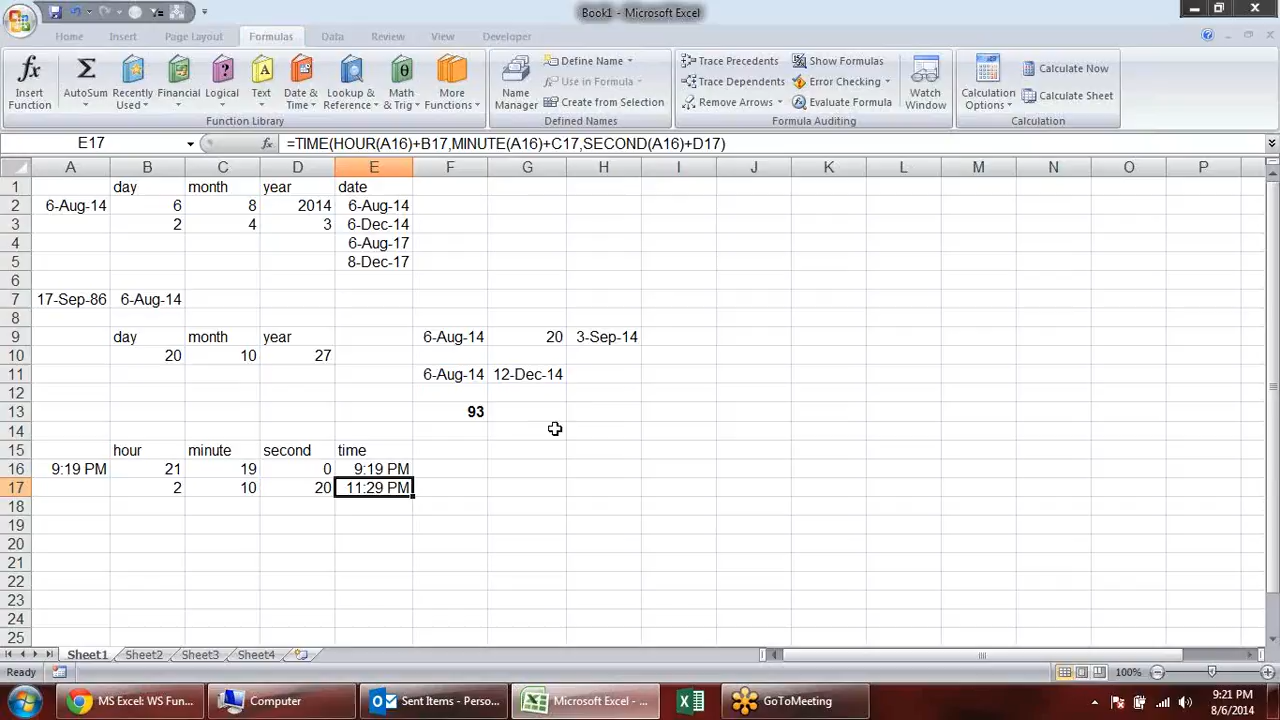 Book1 - Microsoft Excel
Home Insert Page Layout Formulas Data Review View Developer
fx Σ ? A θ
Insert Function
AutoSum
Recently Used
Financial
Logical
Text
Date & Time
Lookup & Reference
Math & Trig
More Functions
Function Library
Name Manager
Define Name
Use in Formula
Create from Selection
Defined Names
Trace Precedents
Trace Dependents
Remove Arrows
Show Formulas
Error Checking
Evaluate Formula
Formula Auditing
Watch Window
Calculation Options
Calculate Now
Calculate Sheet
Calculation
E17 fx =TIME(HOUR(A16)+B17,MINUTE(A16)+C17,SECOND(A16)+D17)
A B C D E F G H I J K L M N O P
1 day month year date
2 6-Aug-14 6 8 2014 6-Aug-14
3 2 4 3 6-Dec-14
4 6-Aug-17
5 8-Dec-17
6
7 17-Sep-86 6-Aug-14
8
9 day month year 6-Aug-14 20 3-Sep-14
10 20 10 27
11 6-Aug-14 12-Dec-14
12
13 93
14
15 hour minute second time
16 9:19 PM 21 19 0 9:19 PM
17 2 10 20 11:29 PM
18
19
20
21
22
23
24
25
Sheet1 Sheet2 Sheet3 Sheet4
Ready 100%
MS Excel: WS Fun... Computer Sent Items - Perso... Microsoft Excel - ... GoToMeeting 9:21 PM
8/6/2014